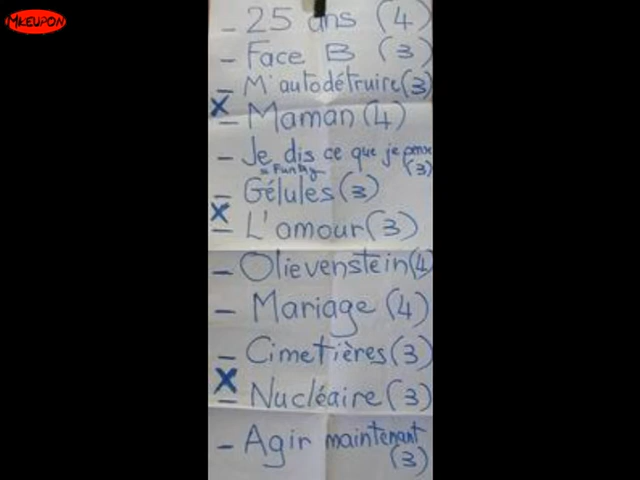 MKEUPON
- 25 ans (4)
- Face B (3)
- M'autodétruire (3)
X
- Maman (4)
- Je dis ce que je pense
(3)
- Gélules (3)
X
- L'amour (3)
- Olievenstein (4)
- Mariage (4)
- Cimetières (3)
X
- Nucléaire (3)
- Agir maintenant
(3)